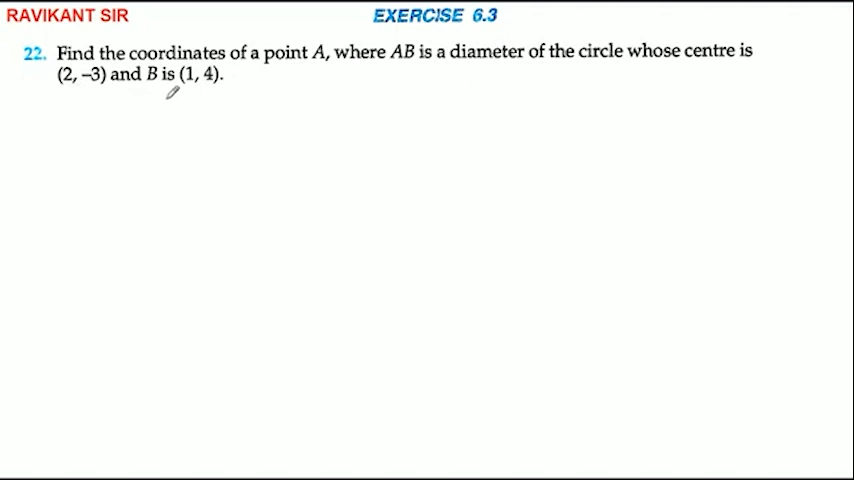 RAVIKANT SIR
EXERCISE 6.3
22. Find the coordinates of a point A, where AB is a diameter of the circle whose centre is
(2, –3) and B is (1, 4).